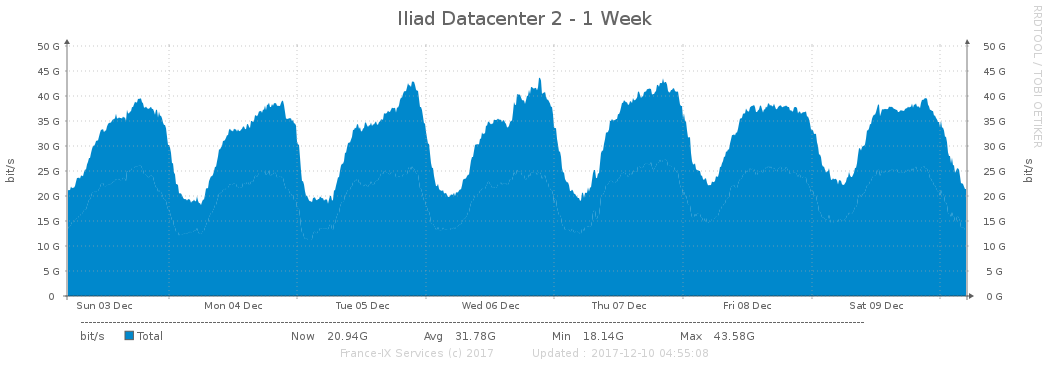 Iliad Datacenter 2 - 1 Week
RRDTOOL / TOBI OETIKER
bit/s
50 G 50 G
45 G 45 G
40 G 40 G
35 G 35 G
30 G 30 G
25 G 25 G
20 G 20 G
15 G 15 G
10 G 10 G
5 G 5 G
0 0 G
bit/s
Sun 03 Dec Mon 04 Dec Tue 05 Dec Wed 06 Dec Thu 07 Dec Fri 08 Dec Sat 09 Dec
bit/s Total Now 20.94G Avg 31.78G Min 18.14G Max 43.58G
France-IX Services (c) 2017 Updated : 2017-12-10 04:55:08